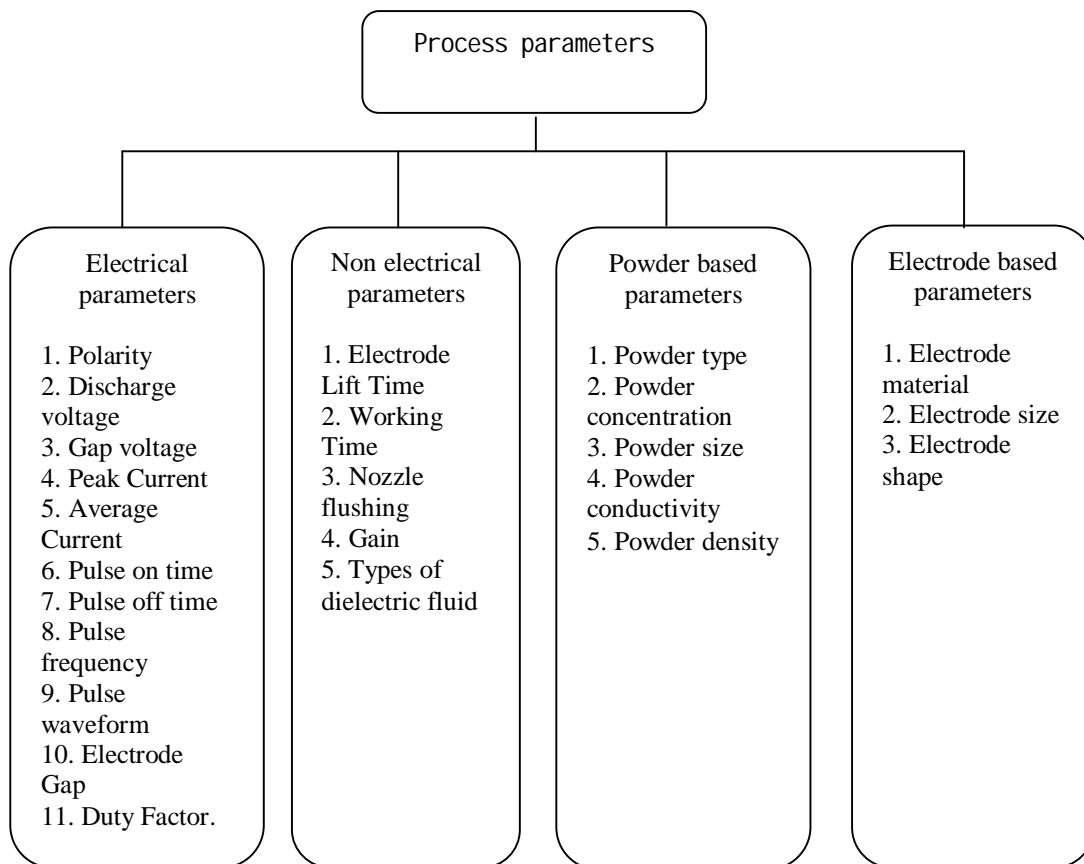 Process parameters
Electrical
parameters
1. Polarity
2. Discharge
voltage
3. Gap voltage
4. Peak Current
5. Average
Current
6. Pulse on time
7. Pulse off time
8. Pulse
frequency
9. Pulse
waveform
10. Electrode
Gap
11. Duty Factor.
Non electrical
parameters
1. Electrode
Lift Time
2. Working
Time
3. Nozzle
flushing
4. Gain
5. Types of
dielectric fluid
Powder based
parameters
1. Powder type
2. Powder
concentration
3. Powder size
4. Powder
conductivity
5. Powder density
Electrode based
parameters
1. Electrode
material
2. Electrode size
3. Electrode
shape